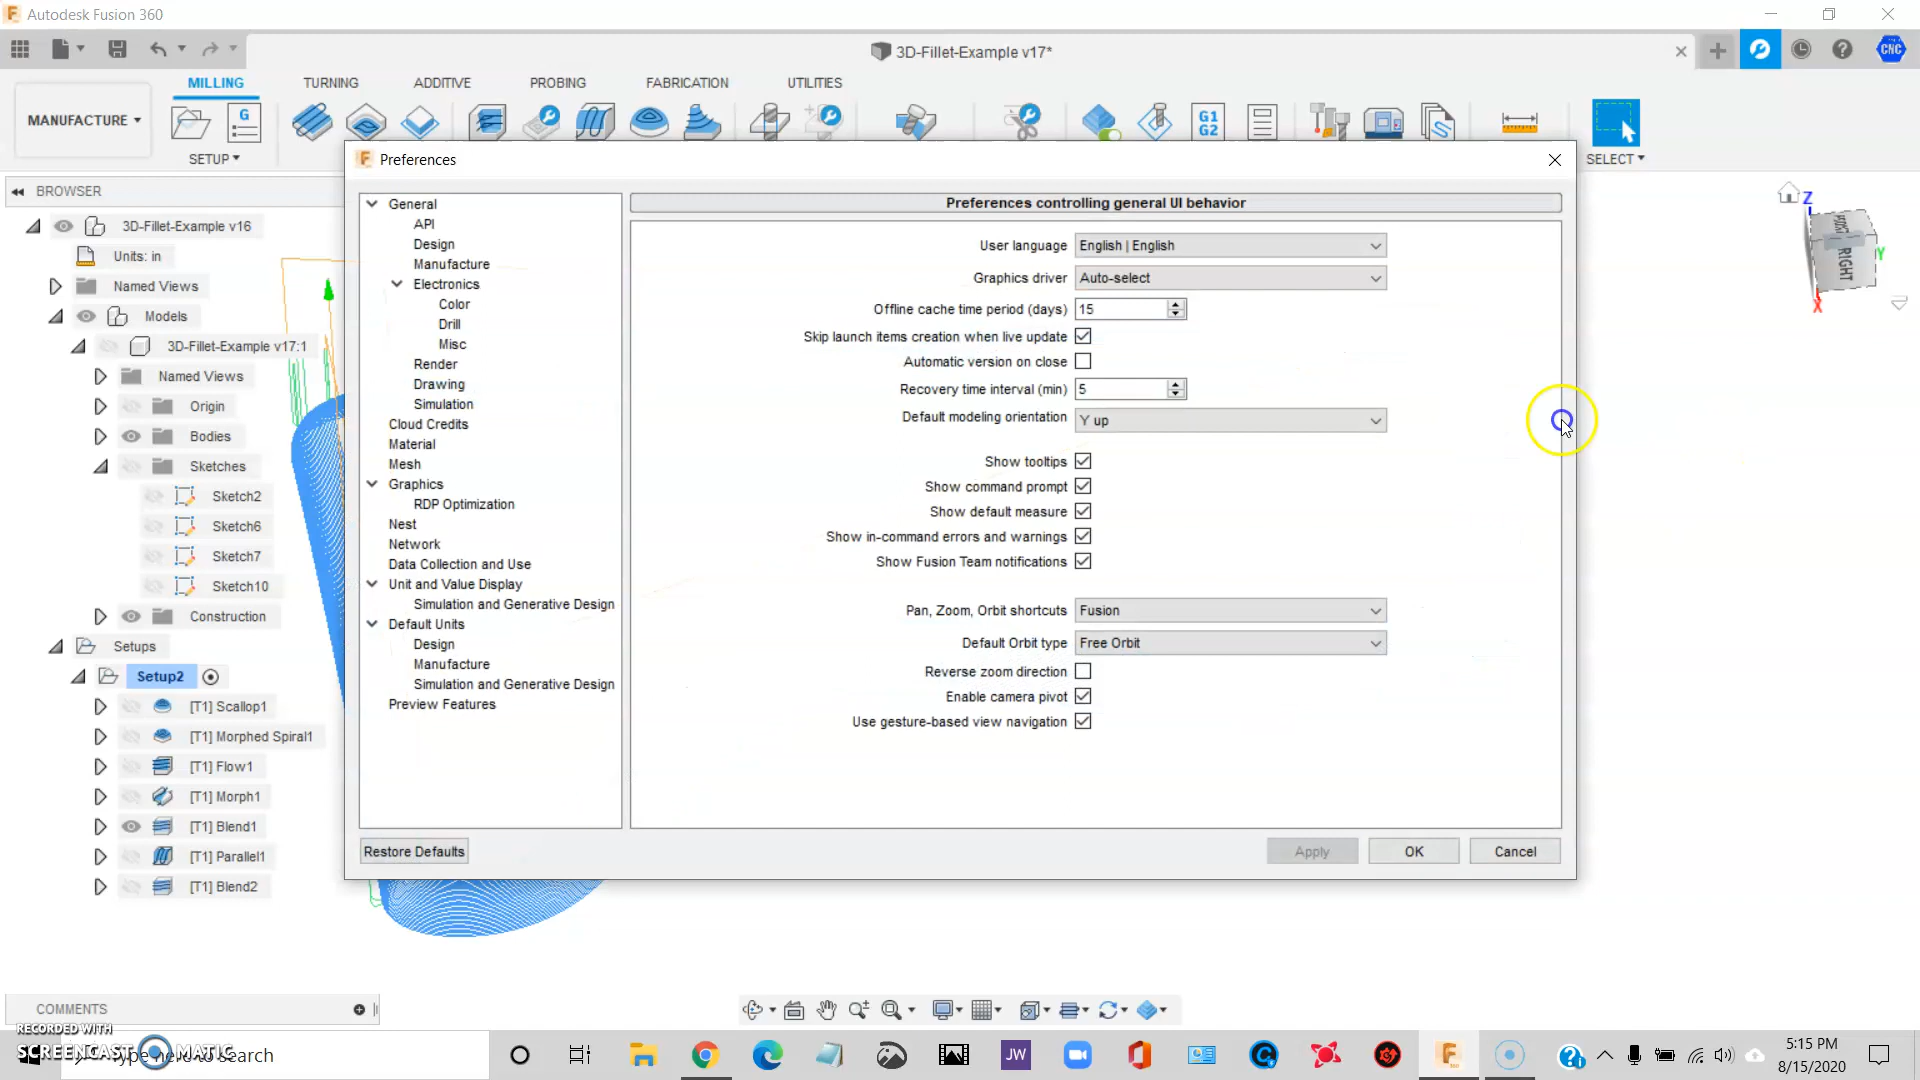 Autodesk Fusion 360
3D-Fillet-Example v17*
CNC
MILLING TURNING ADDITIVE PROBING FABRICATION UTILITIES
MANUFACTURE
G
G1
G2
SETUP
SELECT
Preferences
BROWSER
3D-Fillet-Example v16
Units: in
Named Views
Models
3D-Fillet-Example v17:1
Named Views
Origin
Bodies
Sketches
Sketch2
Sketch6
Sketch7
Sketch10
Construction
Setups
Setup2
[T1] Scallop1
[T1] Morphed Spiral1
[T1] Flow1
[T1] Morph1
[T1] Blend1
[T1] Parallel1
[T1] Blend2
General
API
Design
Manufacture
Electronics
Color
Drill
Misc
Render
Drawing
Simulation
Cloud Credits
Material
Mesh
Graphics
RDP Optimization
Nest
Network
Data Collection and Use
Unit and Value Display
Simulation and Generative Design
Default Units
Design
Manufacture
Simulation and Generative Design
Preview Features
Preferences controlling general UI behavior
User language English | English
Graphics driver Auto-select
Offline cache time period (days) 15
Skip launch items creation when live update
Automatic version on close
Recovery time interval (min) 5
Default modeling orientation Y up
Show tooltips
Show command prompt
Show default measure
Show in-command errors and warnings
Show Fusion Team notifications
Pan, Zoom, Orbit shortcuts Fusion
Default Orbit type Free Orbit
Reverse zoom direction
Enable camera pivot
Use gesture-based view navigation
Restore Defaults Apply OK Cancel
Z
RIGHT
Y
X
COMMENTS
RECORDED WITH
SCREENCAST MATIC
Type here to search
JW
5:15 PM
8/15/2020